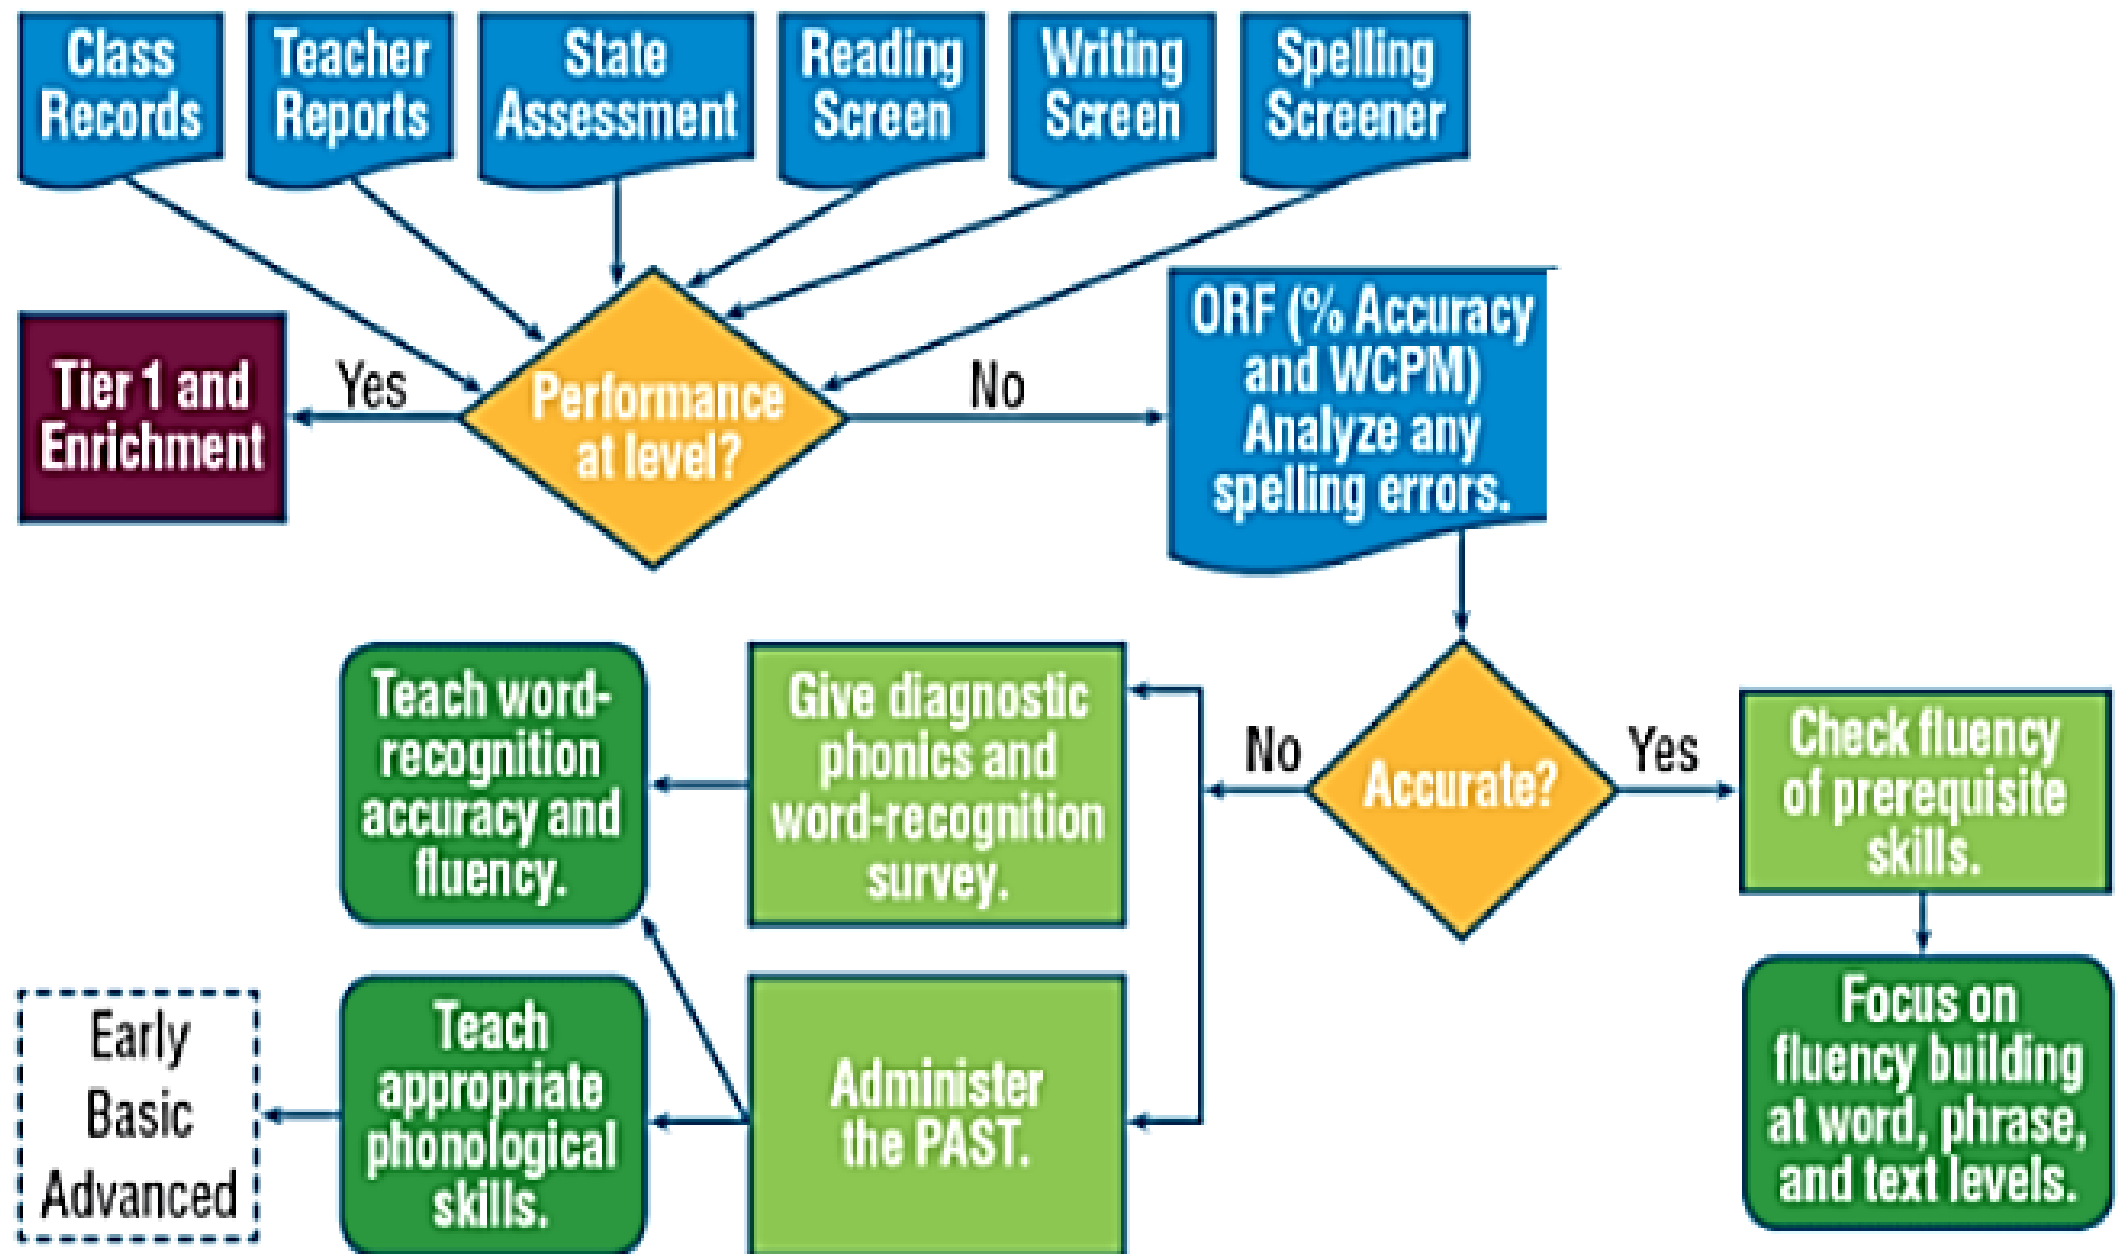 Class
Records
Teacher
Reports
State
Assessment
Reading
Screen
Writing
Screen
Spelling
Screener
Tier 1 and
Enrichment
Yes
Performance
at level?
No
ORF (% Accuracy
and WCPM)
Analyze any
spelling errors.
Teach word-
recognition
accuracy and
fluency.
Give diagnostic
phonics and
word-recognition
survey.
No
Accurate?
Yes
Check fluency
of prerequisite
skills.
Early
Basic
Advanced
Teach
appropriate
phonological
skills.
Administer
the PAST.
Focus on
fluency building
at word, phrase,
and text levels.